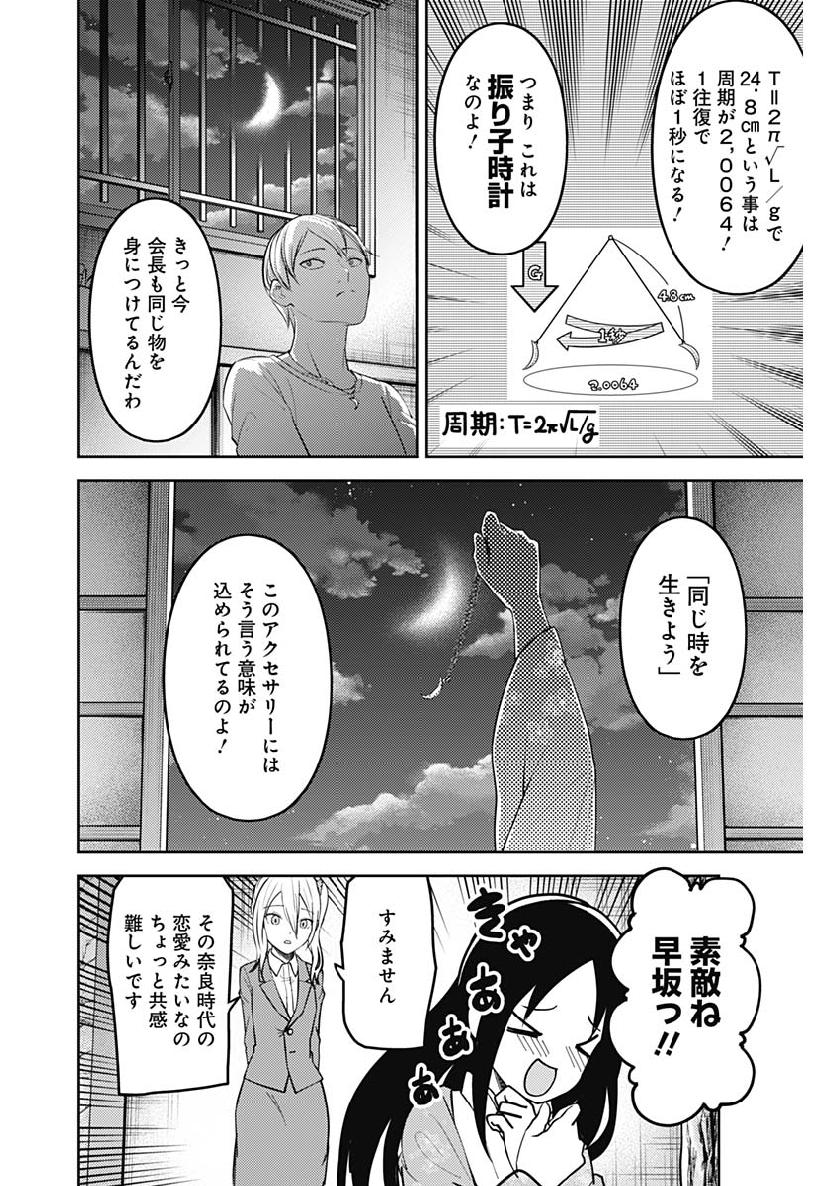 T＝2π√L／gで
24.8㎝という事は
周期が2,0064！
1往復で
ほぼ1秒になる！
つまり これは
振り子時計
なのよ！
G
4.8cm
1秒
2.0064
周期:T=2π√L/g
きっと今
会長も同じ物を
身につけてるんだわ
「同じ時を
生きよう」
このアクセサリーには
そう言う意味が
込められてるのよ！
素敵ね
早坂っ!!
きゃあああ
すみません
その奈良時代の
恋愛みたいなの
ちょっと共感
難しいです